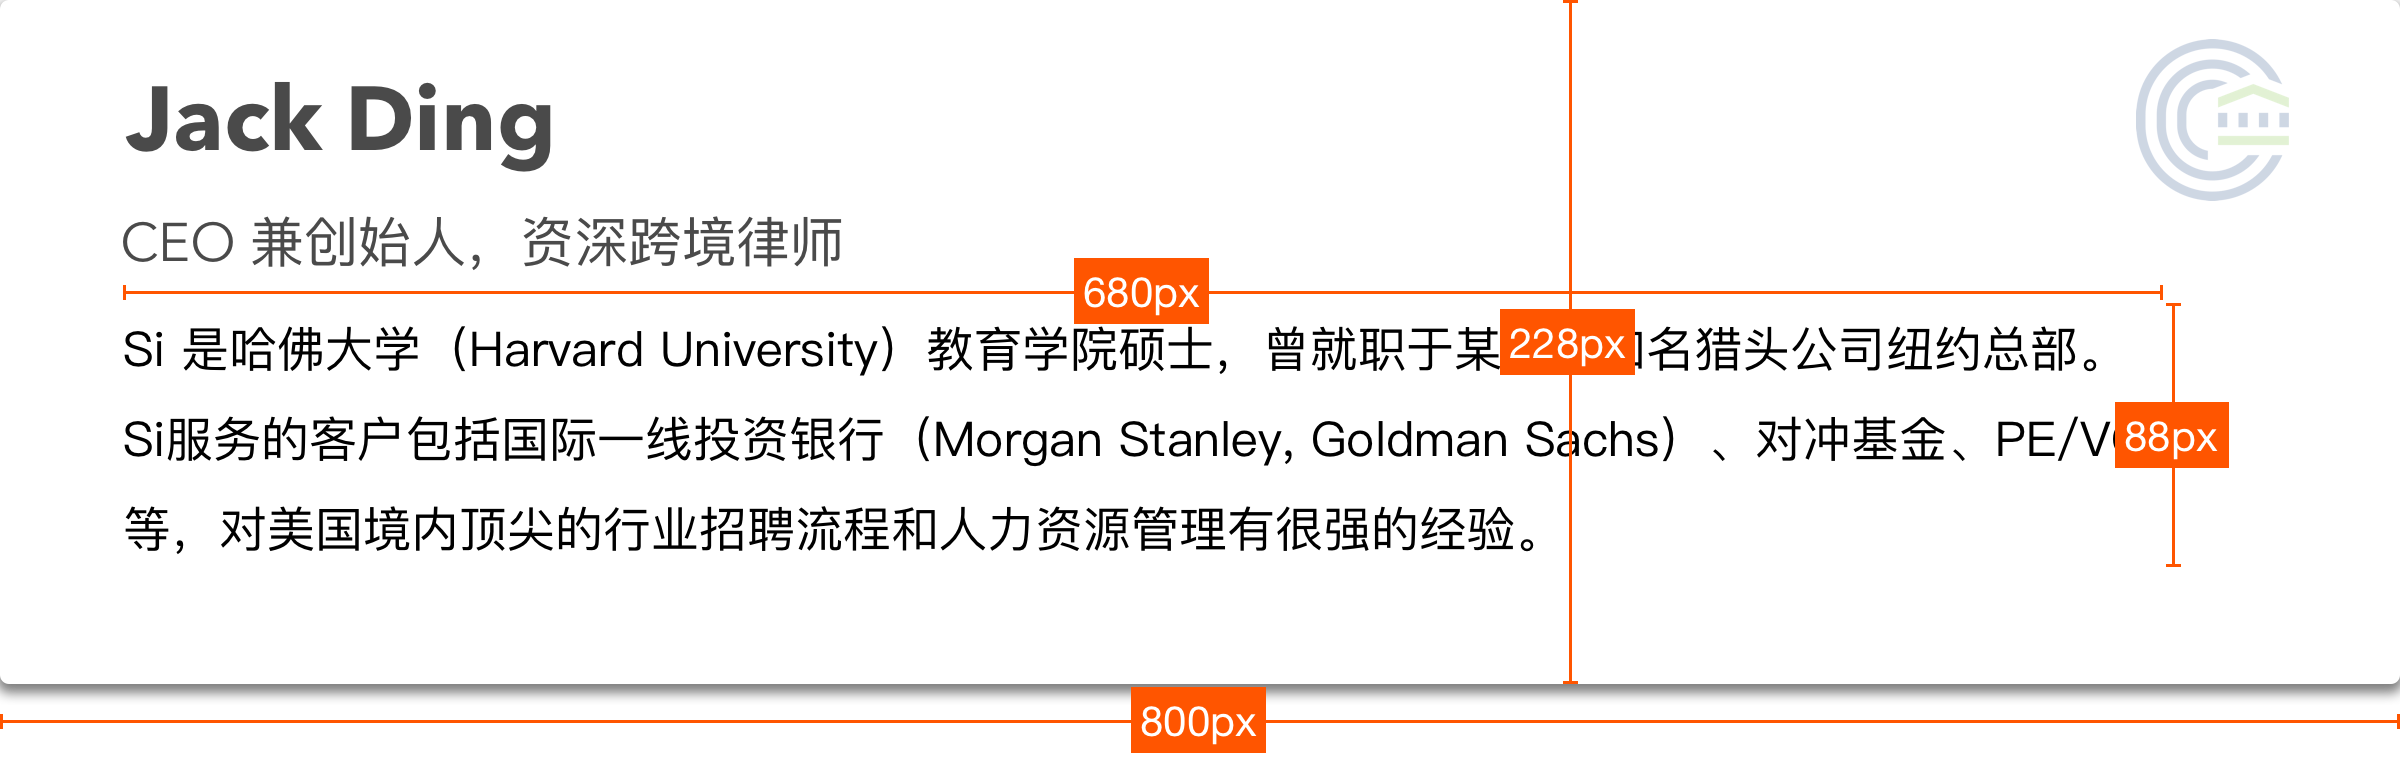 Jack Ding
CEO 兼创始人，资深跨境律师
680px
Si 是哈佛大学（Harvard University）教育学院硕士，曾就职于某 名猎头公司纽约总部。
228px
Si服务的客户包括国际一线投资银行（Morgan Stanley, Goldman Sachs）、对冲基金、PE/V
88px
等，对美国境内顶尖的行业招聘流程和人力资源管理有很强的经验。
800px